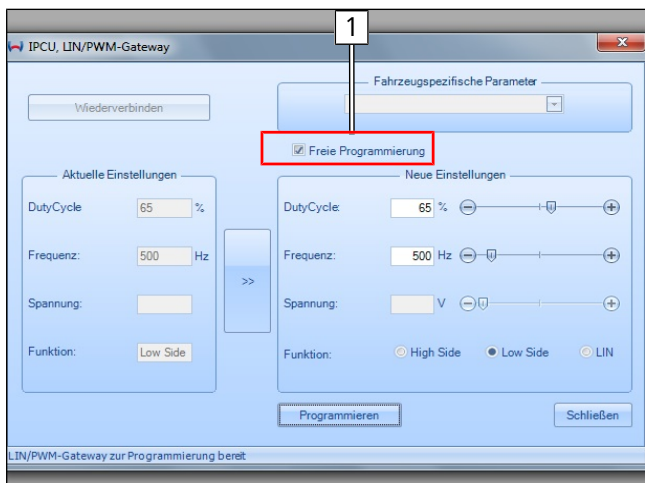 1
IPCU, LIN/PWM-Gateway
Fahrzeugspezifische Parameter
Wiederverbinden
Freie Programmierung
Aktuelle Einstellungen
DutyCycle 65 %
Frequenz: 500 Hz
Spannung:
Funktion: Low Side
>>
Neue Einstellungen
DutyCycle: 65 %
Frequenz: 500 Hz
Spannung: V
Funktion: High Side Low Side LIN
Programmieren Schließen
LIN/PWM-Gateway zur Programmierung bereit